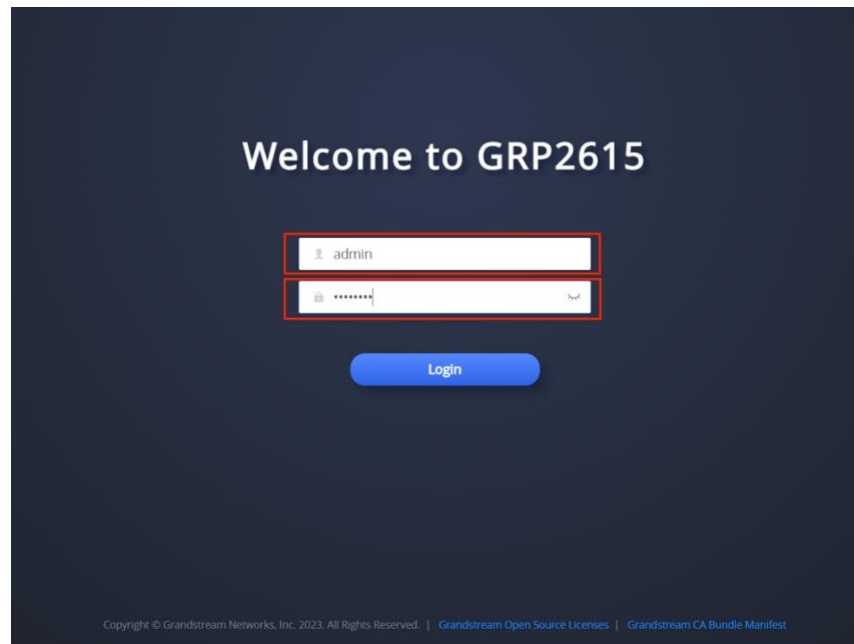 Welcome to GRP2615
admin
••••••••
Login
Copyright © Grandstream Networks, Inc. 2023. All Rights Reserved. | Grandstream Open Source Licenses | Grandstream CA Bundle Manifest